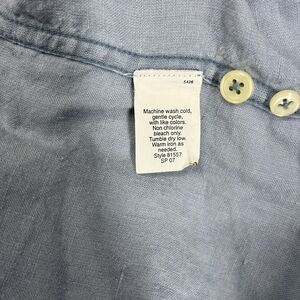 5426
Machine wash cold,
gentle cycle,
with like colors.
Non chlorine
bleach only.
Tumble dry low.
Warm iron as
needed.
Style 81557
SP 07